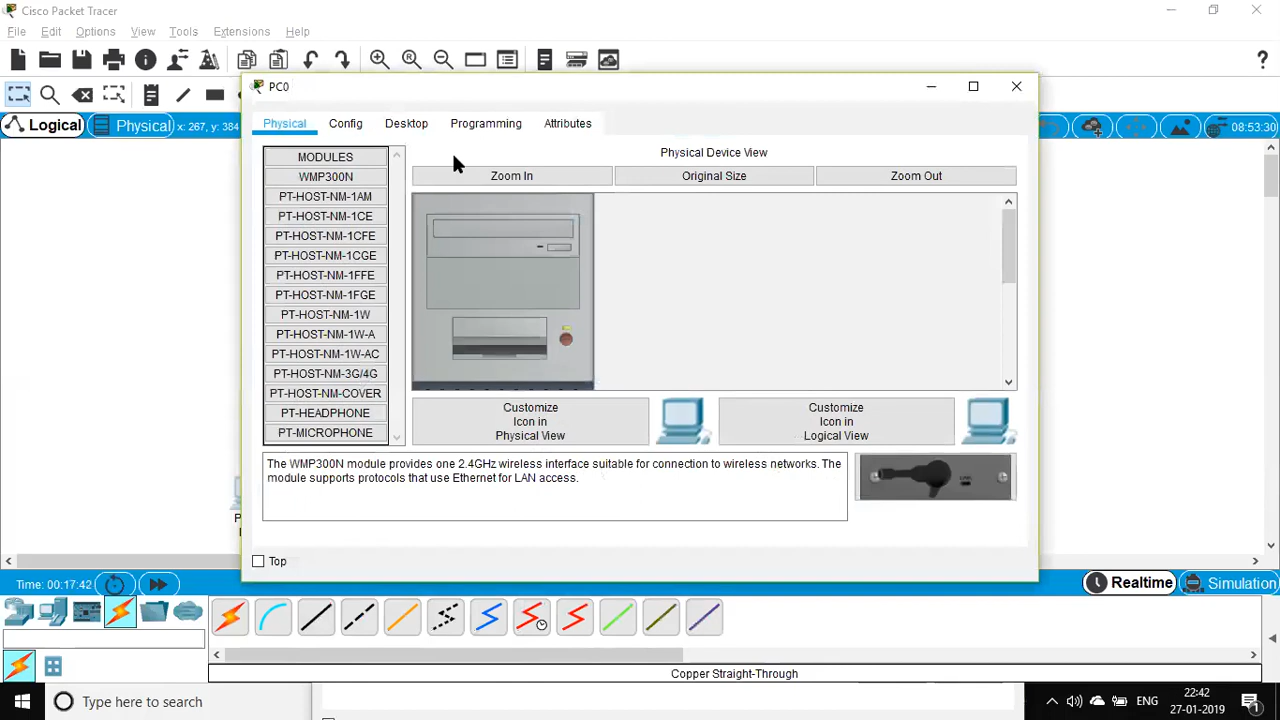 Cisco Packet Tracer
File Edit Options View Tools Extensions Help
PC0
Logical Physical x: 267, y: 384 08:53:30
Physical Config Desktop Programming Attributes
MODULES
WMP300N
PT-HOST-NM-1AM
PT-HOST-NM-1CE
PT-HOST-NM-1CFE
PT-HOST-NM-1CGE
PT-HOST-NM-1FFE
PT-HOST-NM-1FGE
PT-HOST-NM-1W
PT-HOST-NM-1W-A
PT-HOST-NM-1W-AC
PT-HOST-NM-3G/4G
PT-HOST-NM-COVER
PT-HEADPHONE
PT-MICROPHONE
Physical Device View
Zoom In Original Size Zoom Out
Customize
Icon in
Physical View
Customize
Icon in
Logical View
The WMP300N module provides one 2.4GHz wireless interface suitable for connection to wireless networks. The
module supports protocols that use Ethernet for LAN access.
Top
Time: 00:17:42 Realtime Simulation
Copper Straight-Through
Type here to search
ENG
22:42
27-01-2019